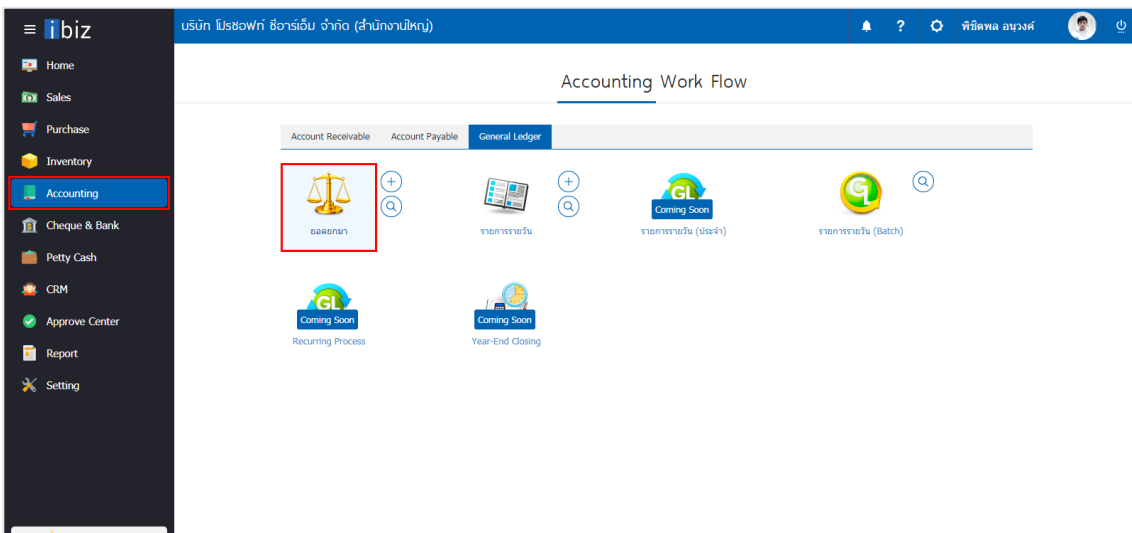 ≡ ibiz
บริษัท โปรซอฟท์ ซีอาร์เอ็ม จำกัด (สำนักงานใหญ่)
? พิชิตพล อนุวงศ์
Home
Sales
Purchase
Inventory
Accounting
Cheque & Bank
Petty Cash
CRM
Approve Center
Report
Setting
Accounting Work Flow
Account Receivable Account Payable General Ledger
GL
Coming Soon
ยอดยกมา รายการรายวัน รายการรายวัน (ประจำ) รายการรายวัน (Batch)
GL
Coming Soon Coming Soon
Recurring Process Year-End Closing